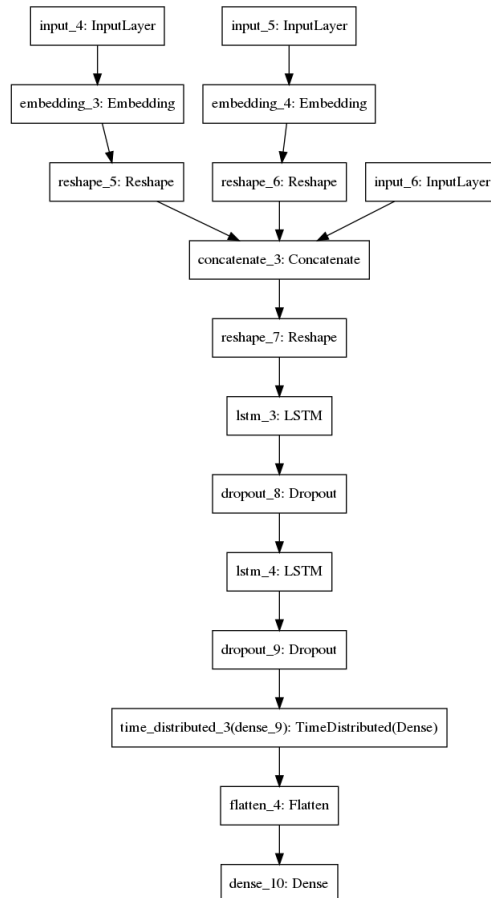 input_4: InputLayer
input_5: InputLayer
embedding_3: Embedding
embedding_4: Embedding
reshape_5: Reshape
reshape_6: Reshape
input_6: InputLayer
concatenate_3: Concatenate
reshape_7: Reshape
lstm_3: LSTM
dropout_8: Dropout
lstm_4: LSTM
dropout_9: Dropout
time_distributed_3(dense_9): TimeDistributed(Dense)
flatten_4: Flatten
dense_10: Dense